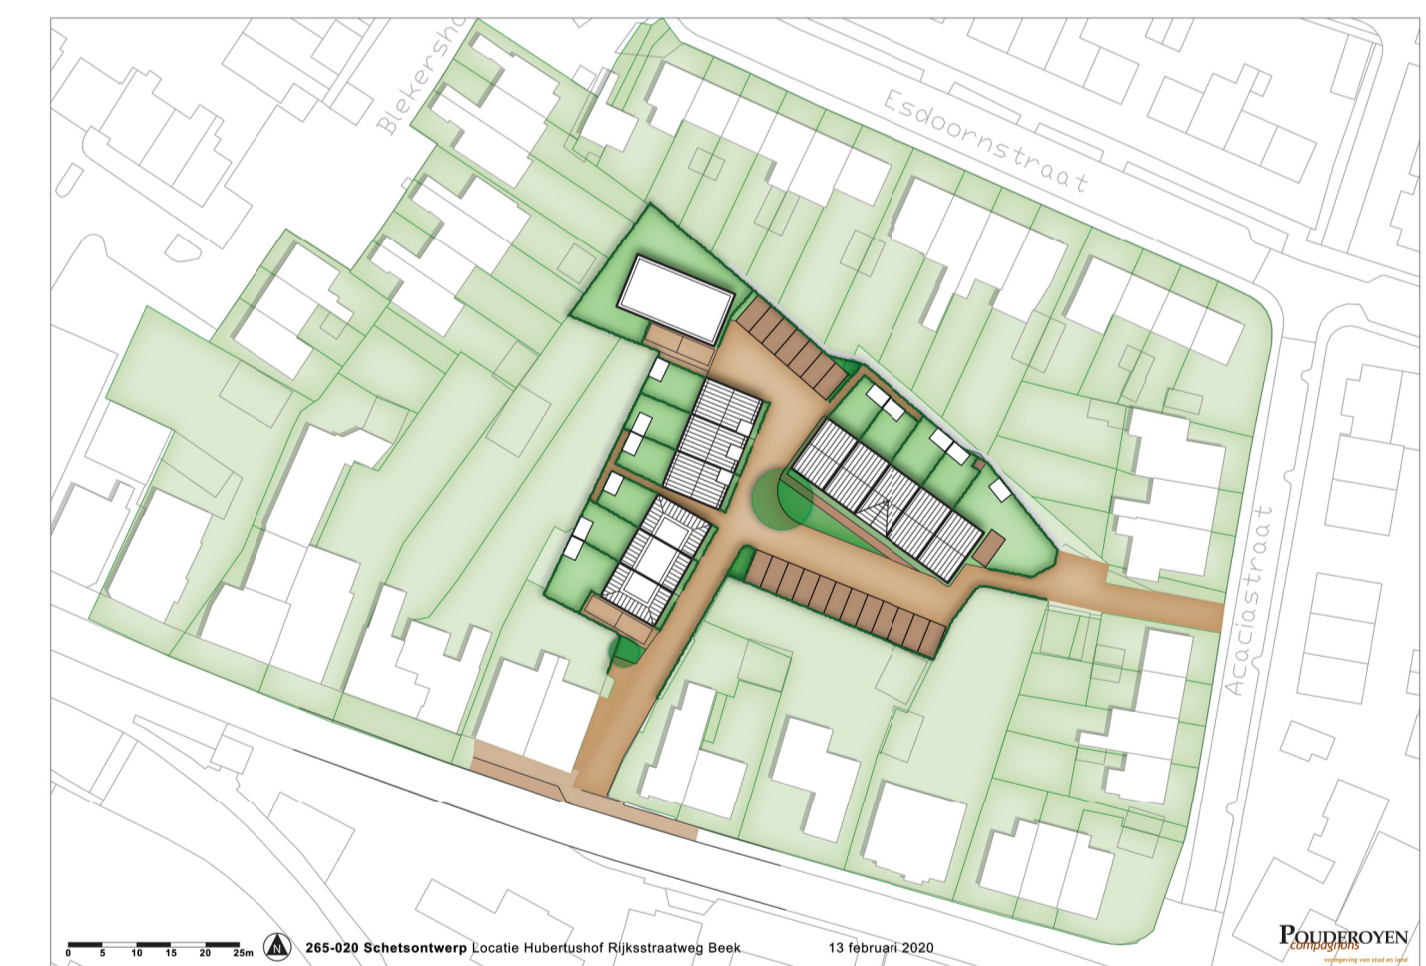 Blekersho
Esdoornstraat
Acaciastraat
0 5 10 15 20 25m
N
265-020 Schetsontwerp Locatie Hubertushof Rijksstraatweg Beek
13 februari 2020
POUDEROYEN
compagnons
vormgeving van stad en land